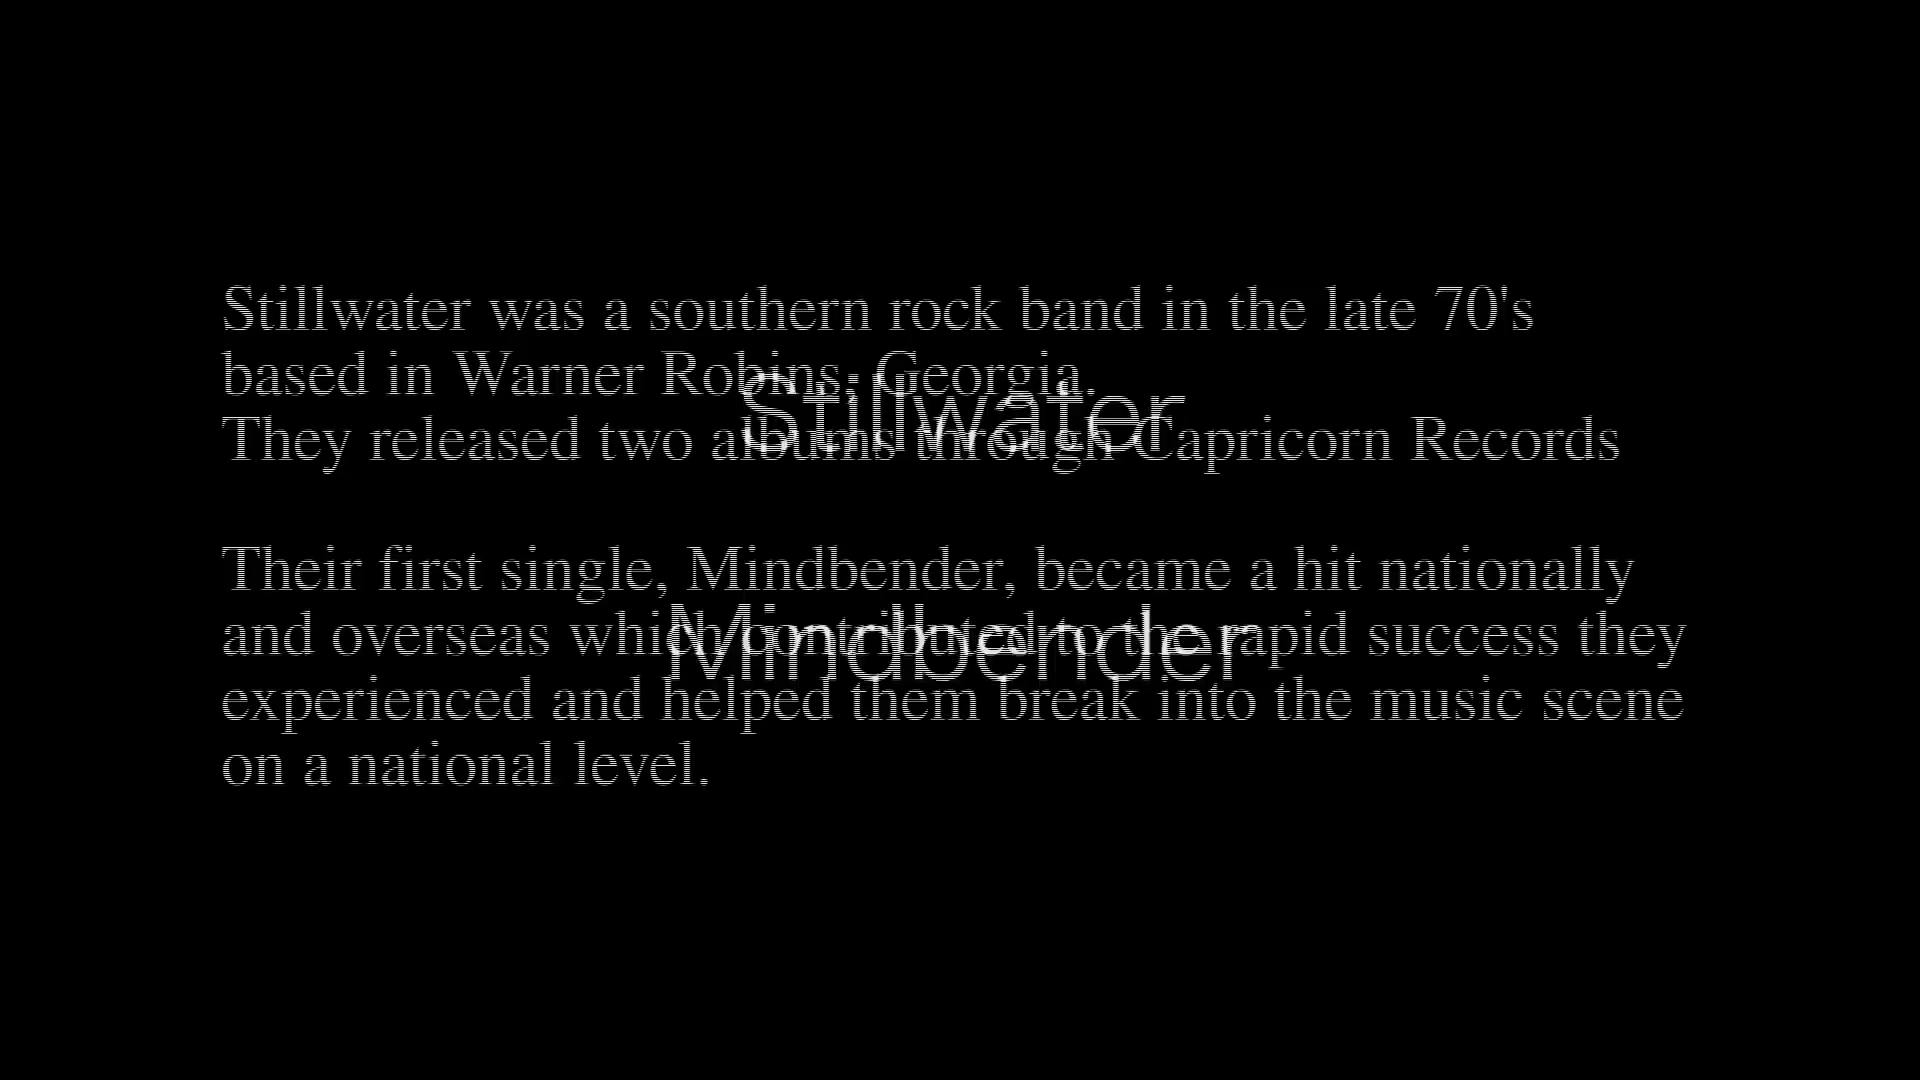 Stillwater was a southern rock band in the late 70's
based in Warner Robins, Georgia.
Stillwater
They released two albums through Capricorn Records
Their first single, Mindbender, became a hit nationally
and overseas which contributed to the rapid success they
Mindbender
experienced and helped them break into the music scene
on a national level.